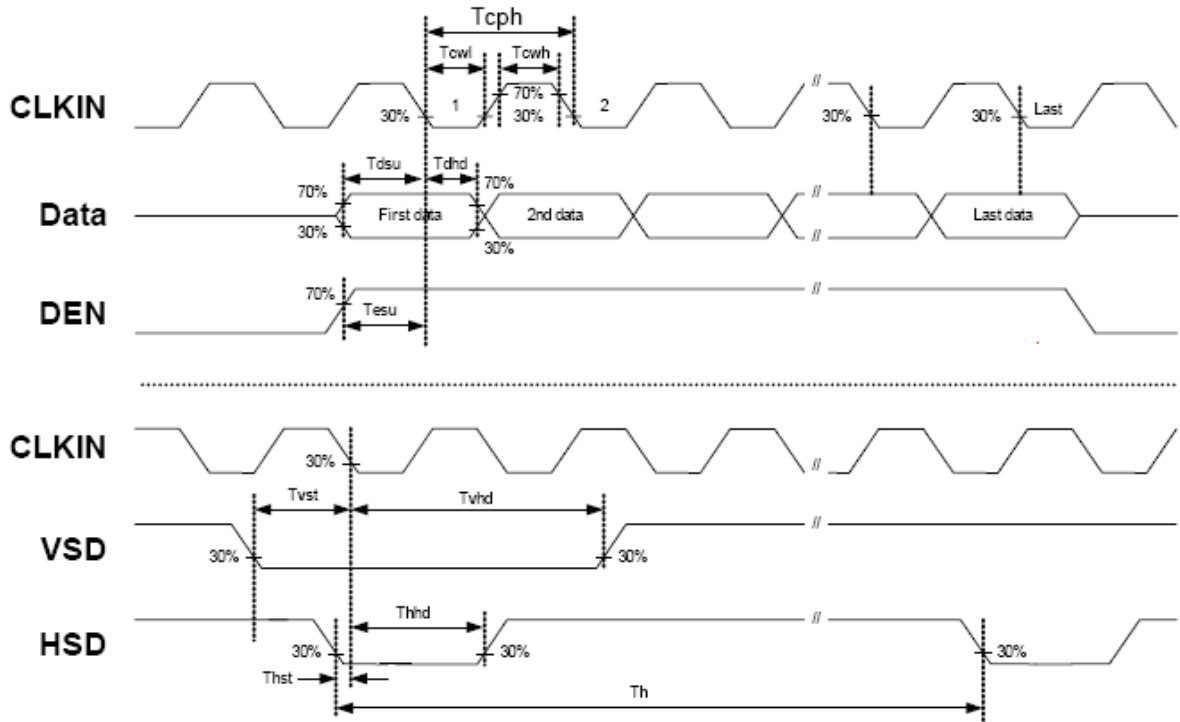 Tcph
Tcwl Tcwh
CLKIN 30% 1 70% 30% 2 // 30% 30% Last
Tdsu Tdhd
70% 70%
Data First data 2nd data // Last data
30% 30%
70% //
DEN Tesu
CLKIN 30% //
Tvst Tvhd
VSD 30% 30% //
Thhd
HSD 30% 30% // 30%
Thst
Th